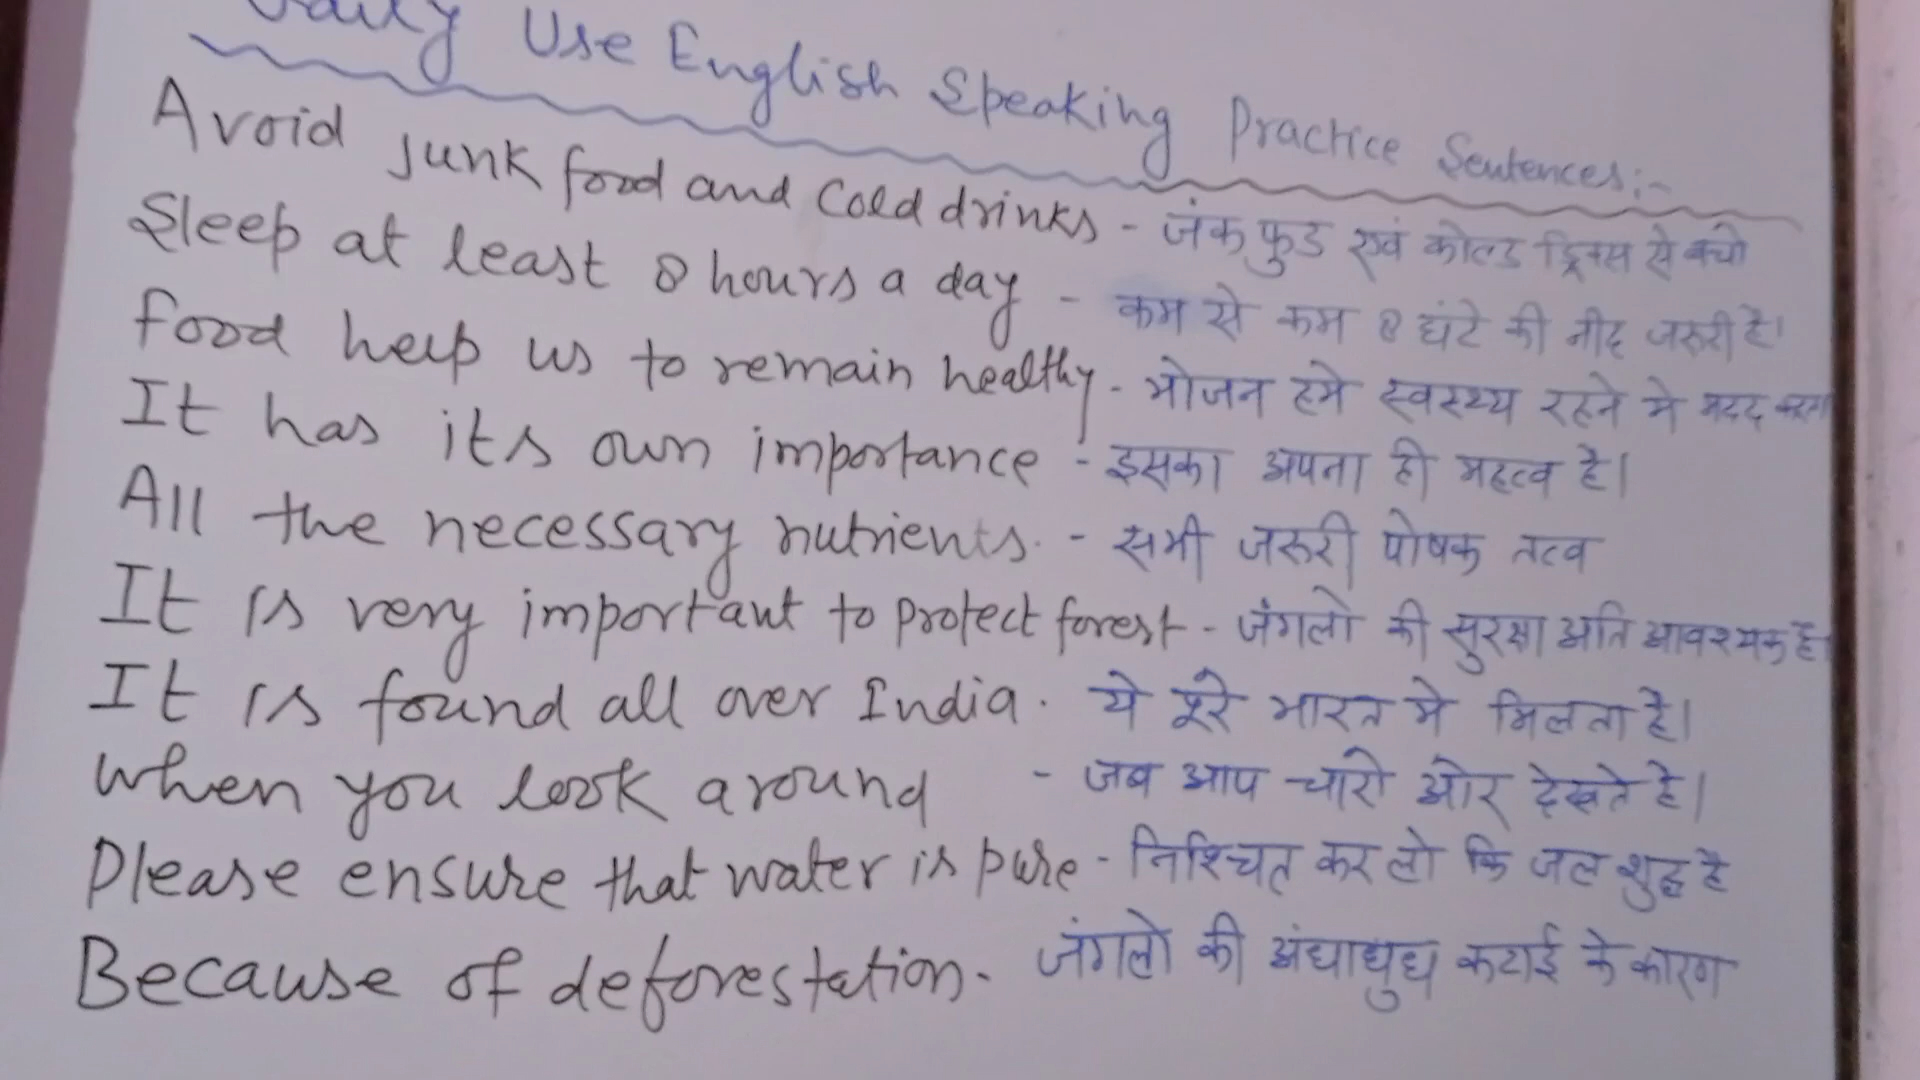 Daily Use English Speaking Practice Sentences:-
Avoid junk food and cold drinks - जंक फुड एवं कोल्ड ड्रिंक्स से बचो
Sleep at least 8 hours a day - कम से कम 8 घंटे की नींद जरुरी है।
food help us to remain healthy - भोजन हमे स्वस्थ्य रहने मे मदद करता
It has its own importance - इसका अपना ही महत्व है।
All the necessary nutrients. - सभी जरुरी पोषक तत्व
It is very important to protect forest - जंगलो की सुरक्षा अति आवश्यक है
It is found all over India. ये पूरे भारत मे मिलता है।
When you look around - जब आप चारो ओर देखते है।
Please ensure that water is pure - निश्चित कर लो कि जल शुद्ध है
Because of deforestation. जंगलो की अंधाधुध कटाई के कारण